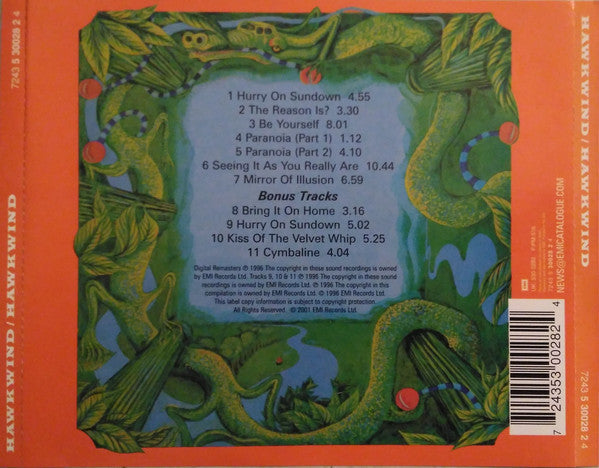 7243 5 30028 2 4
HAWKWIND / HAWKWIND
1 Hurry On Sundown 4.55
2 The Reason Is? 3.30
3 Be Yourself 8.01
4 Paranoia (Part 1) 1.12
5 Paranoia (Part 2) 4.10
6 Seeing It As You Really Are 10.44
7 Mirror Of Illusion 6.59
Bonus Tracks
8 Bring It On Home 3.16
9 Hurry On Sundown 5.02
10 Kiss Of The Velvet Whip 5.25
11 Cymbaline 4.04
Digital Remasters ℗ 1996 The copyright in these sound recordings is owned
by EMI Records Ltd. Tracks 9, 10 & 11 ℗ 1996 The copyright in these sound
recordings is owned by EMI Records Ltd. ℗ 1996 The copyright in this
compilation is owned by EMI Records Ltd. © 1996 EMI Records Ltd.
This label copy information is subject to copyright protection.
All Rights Reserved. © 2001 EMI Records Ltd.
EMI
7243 5 30028 2 4
NEWS@EMICATALOGUE.COM
7 24353 00282 4
HAWKWIND / HAWKWIND
7243 5 30028 2 4